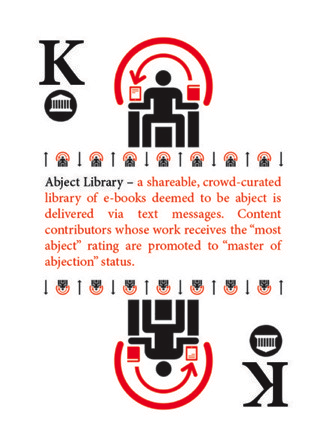 K
Abject Library – a shareable, crowd-curated
library of e-books deemed to be abject is
delivered via text messages. Content
contributors whose work receives the “most
abject” rating are promoted to “master of
abjection” status.
K